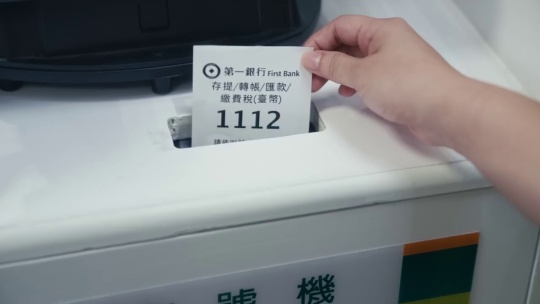 第一銀行 First Bank
存提/轉帳/匯款/
繳費稅(臺幣)
1112
號機